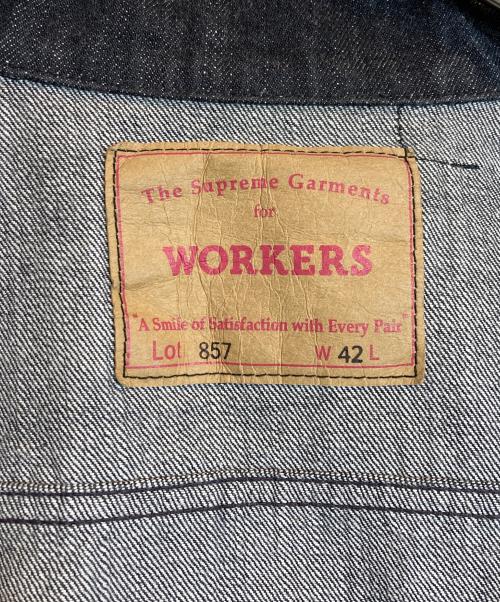 The Supreme Garments
for
WORKERS
"A Smile of Satisfaction with Every Pair"
Lot 857 W 42 L